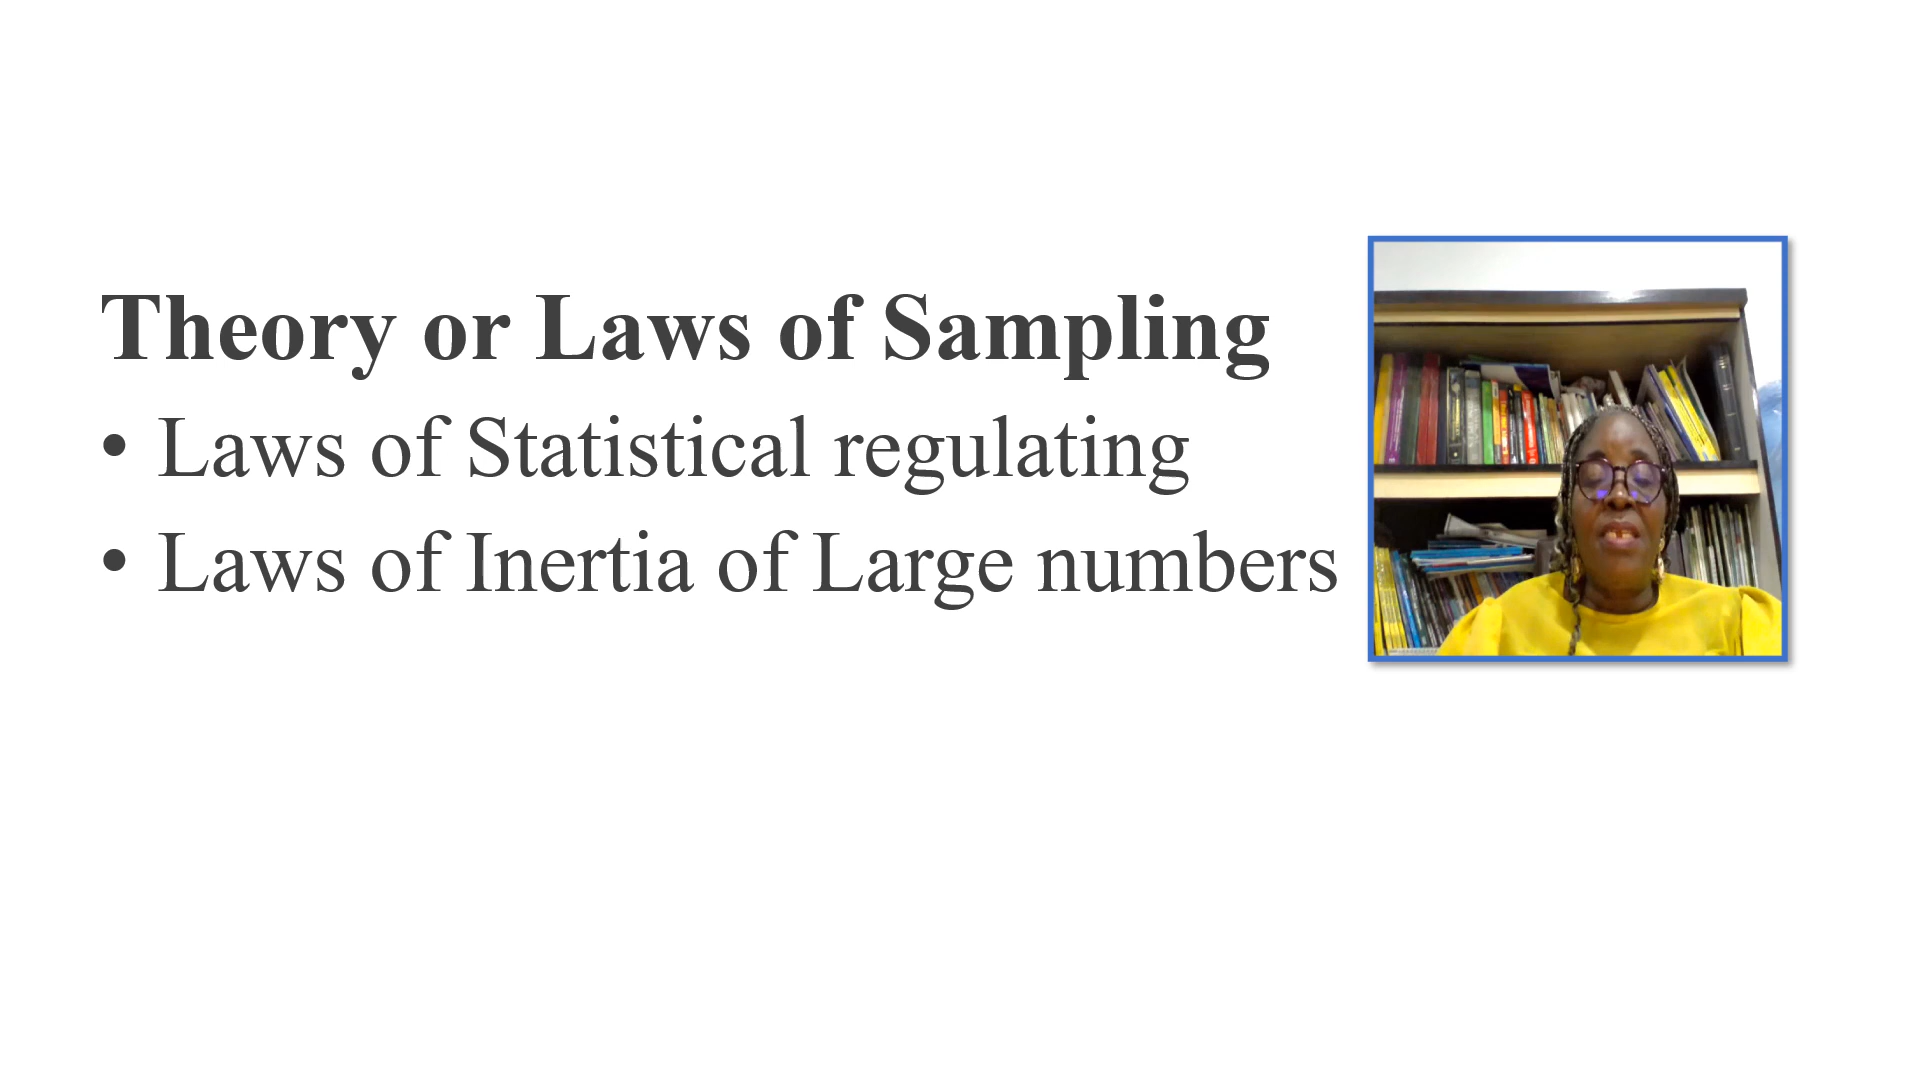 Theory or Laws of Sampling
• Laws of Statistical regulating
• Laws of Inertia of Large numbers